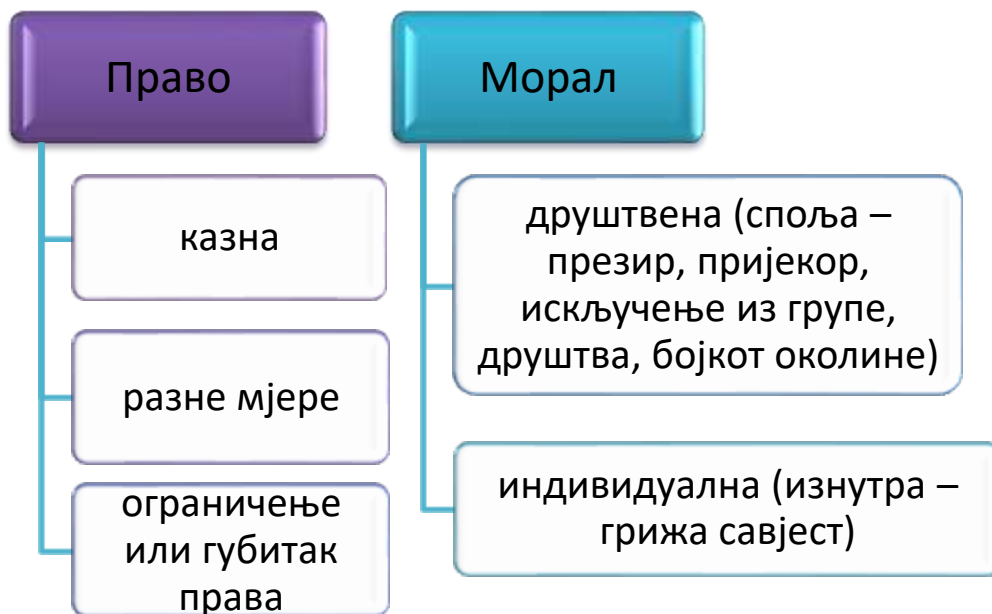 Право
казна
разне мјере
ограничење
или губитак
права
Морал
друштвена (споља –
презир, пријекор,
искључење из групе,
друштва, бојкот околине)
индивидуална (изнутра –
грижа савјест)